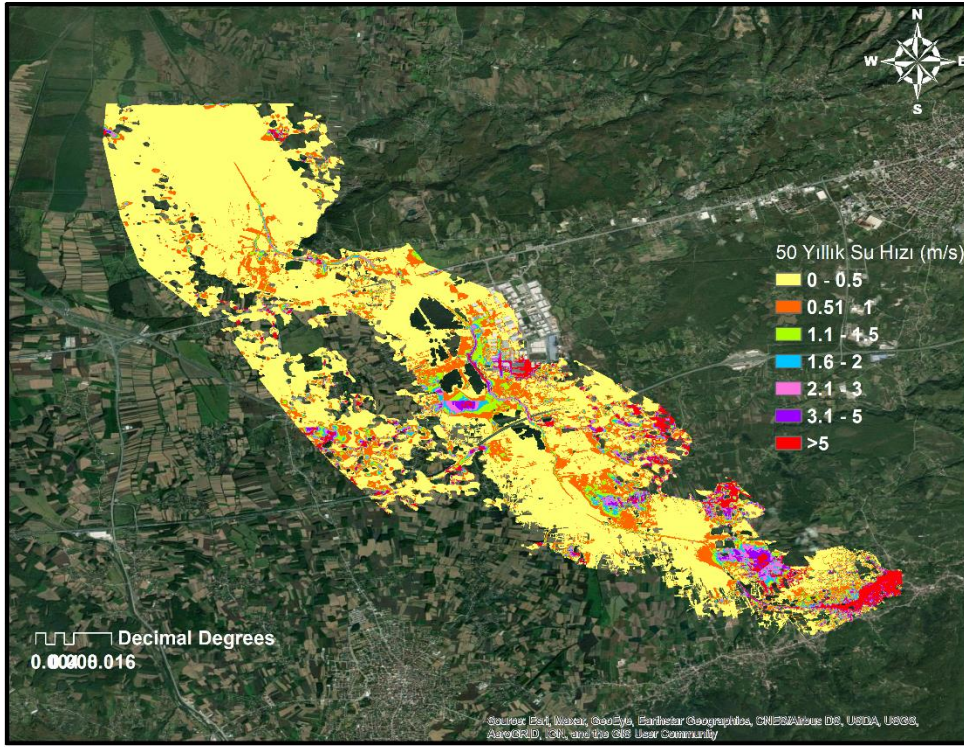 N
W E
S
50 Yıllık Su Hızı (m/s)
0 - 0.5
0.51 - 1
1.1 - 1.5
1.6 - 2
2.1 - 3
3.1 - 5
>5
Decimal Degrees
0.016
Source: Esri, Maxar, GeoEye, Earthstar Geographics, CNES/Airbus DS, USDA, USGS,
AeroGRID, IGN, and the GIS User Community